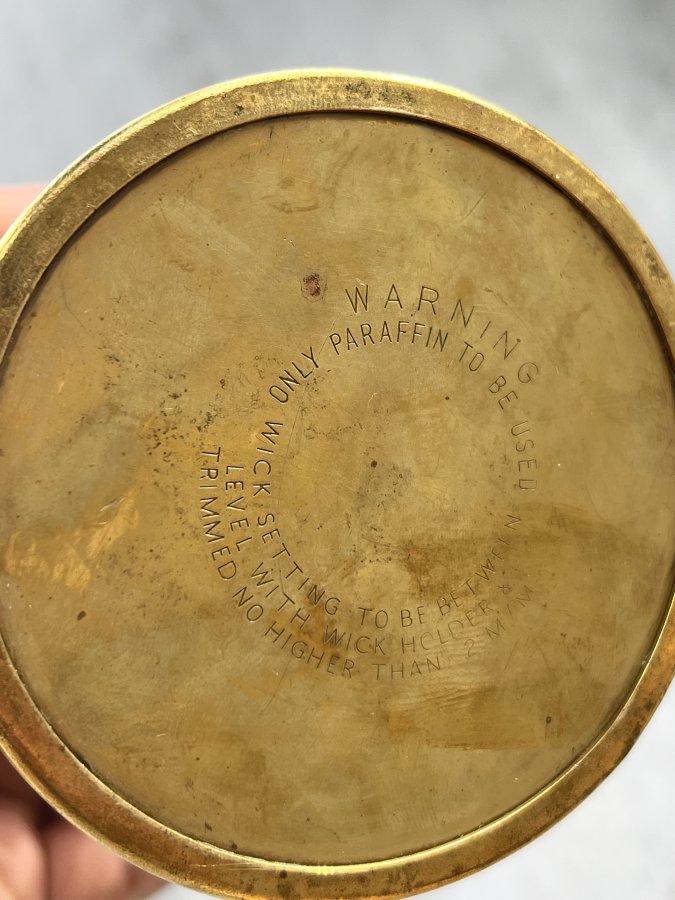 WARNING
ONLY PARAFFIN TO BE USED
WICK SETTING TO BE BETWEEN
LEVEL WITH WICK HOLDER &
TRIMMED NO HIGHER THAN 2 M/M